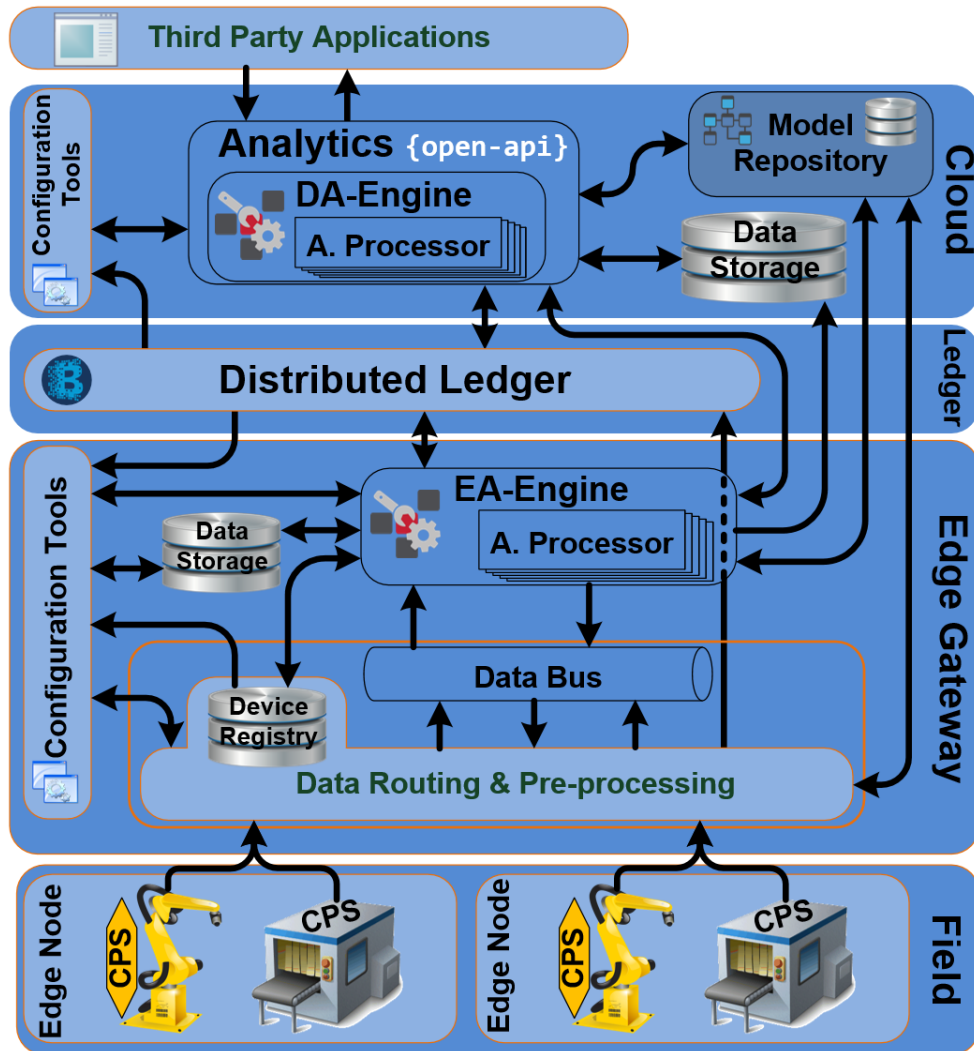 Third Party Applications
Configuration
Tools
Analytics {open-api}
DA-Engine
A. Processor
Model
Repository
Data
Storage
Cloud
Distributed Ledger
Ledger
Configuration Tools
EA-Engine
A. Processor
Data
Storage
Data Bus
Device
Registry
Data Routing & Pre-processing
Edge Gateway
Edge Node
CPS
CPS
Edge Node
CPS
CPS
Field